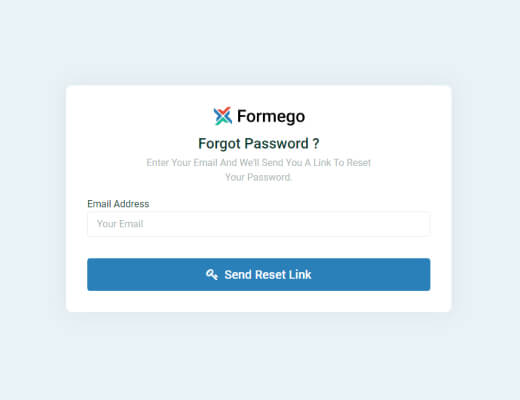 Formego
Forgot Password ?
Enter Your Email And We'll Send You A Link To Reset
Your Password.
Email Address
Your Email
Send Reset Link